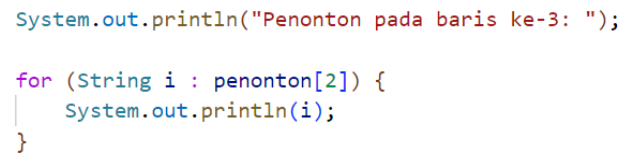 System.out.println("Penonton pada baris ke-3: ");
for (String i : penonton[2]) {
    System.out.println(i);
}